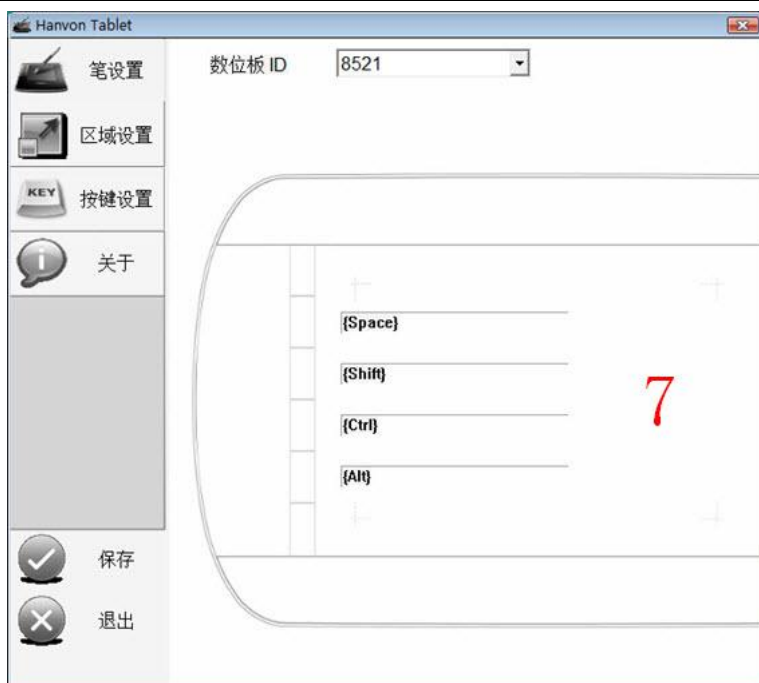 Hanvon Tablet
笔设置
数位板 ID 8521
区域设置
KEY 按键设置
关于
{Space}
{Shift}
7
{Ctrl}
{Alt}
保存
退出